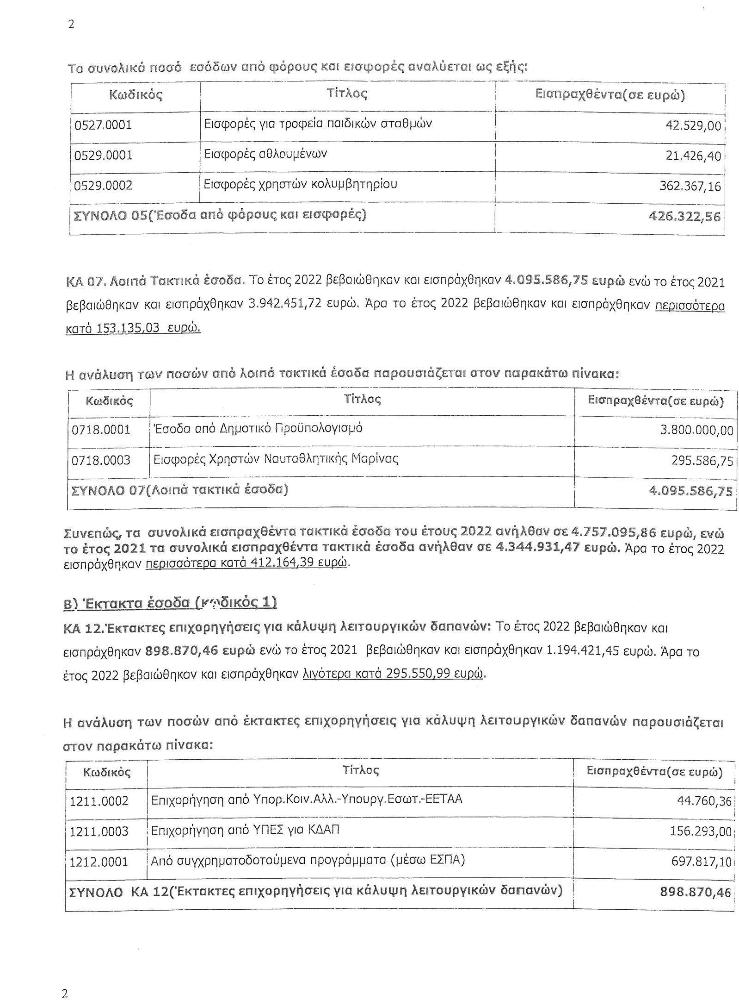 2
Το συνολικό ποσό εσόδων από φόρους και εισφορές αναλύεται ως εξής:
Κωδικός Τίτλος Εισπραχθέντα(σε ευρώ)
0527.0001 Εισφορές για τροφεία παιδικών σταθμών 42.529,00
0529.0001 Εισφορές αθλουμένων 21.426,40
0529.0002 Εισφορές χρηστών κολυμβητηρίου 362.367,16
ΣΥΝΟΛΟ 05(Έσοδα από φόρους και εισφορές) 426.322,56
ΚΑ 07. Λοιπά Τακτικά έσοδα. Το έτος 2022 βεβαιώθηκαν και εισπράχθηκαν 4.095.586,75 ευρώ ενώ το έτος 2021
βεβαιώθηκαν και εισπράχθηκαν 3.942.451,72 ευρώ. Άρα το έτος 2022 βεβαιώθηκαν και εισπράχθηκαν περισσότερα
κατά 153.135,03 ευρώ.
Η ανάλυση των ποσών από λοιπά τακτικά έσοδα παρουσιάζεται στον παρακάτω πίνακα:
Κωδικός Τίτλος Εισπραχθέντα(σε ευρώ)
0718.0001 Έσοδα από Δημοτικό Προϋπολογισμό 3.800.000,00
0718.0003 Εισφορές Χρηστών Ναυταθλητικής Μαρίνας 295.586,75
ΣΥΝΟΛΟ 07(Λοιπά τακτικά έσοδα) 4.095.586,75
Συνεπώς, τα συνολικά εισπραχθέντα τακτικά έσοδα του έτους 2022 ανήλθαν σε 4.757.095,86 ευρώ, ενώ
το έτος 2021 τα συνολικά εισπραχθέντα τακτικά έσοδα ανήλθαν σε 4.344.931,47 ευρώ. Άρα το έτος 2022
εισπράχθηκαν περισσότερα κατά 412.164,39 ευρώ.
Β) Έκτακτα έσοδα (κωδικός 1)
ΚΑ 12.Έκτακτες επιχορηγήσεις για κάλυψη λειτουργικών δαπανών: Το έτος 2022 βεβαιώθηκαν και
εισπράχθηκαν 898.870,46 ευρώ ενώ το έτος 2021 βεβαιώθηκαν και εισπράχθηκαν 1.194.421,45 ευρώ. Άρα το
έτος 2022 βεβαιώθηκαν και εισπράχθηκαν λιγότερα κατά 295.550,99 ευρώ.
Η ανάλυση των ποσών από έκτακτες επιχορηγήσεις για κάλυψη λειτουργικών δαπανών παρουσιάζεται
στον παρακάτω πίνακα:
Κωδικός Τίτλος Εισπραχθέντα(σε ευρώ)
1211.0002 Επιχορήγηση από Υπορ.Κοιν.Αλλ.-Υπουργ.Εσωτ.-ΕΕΤΑΑ 44.760,36
1211.0003 Επιχορήγηση από ΥΠΕΣ για ΚΔΑΠ 156.293,00
1212.0001 Από συγχρηματοδοτούμενα προγράμματα (μέσω ΕΣΠΑ) 697.817,10
ΣΥΝΟΛΟ ΚΑ 12(Έκτακτες επιχορηγήσεις για κάλυψη λειτουργικών δαπανών) 898.870,46
2